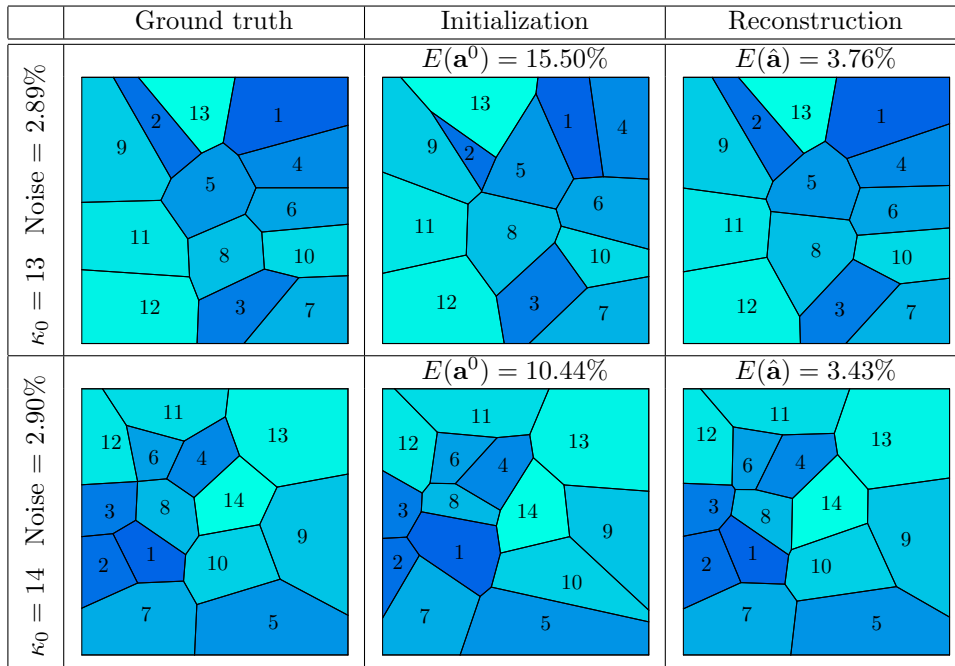 Ground truth Initialization Reconstruction
κ₀ = 13 Noise = 2.89%
E(𝐚⁰) = 15.50% E(𝐚̂) = 3.76%
13 2 1 9 4 5 6 11 8 10 12 3 7
13 1 4 9 2 5 6 11 8 10 12 3 7
13 2 1 9 4 5 6 11 8 10 12 3 7
κ₀ = 14 Noise = 2.90%
E(𝐚⁰) = 10.44% E(𝐚̂) = 3.43%
11 12 6 4 13 3 8 14 2 1 10 9 7 5
11 12 6 4 13 3 8 14 2 1 10 9 7 5
11 12 6 4 13 3 8 14 2 1 10 9 7 5